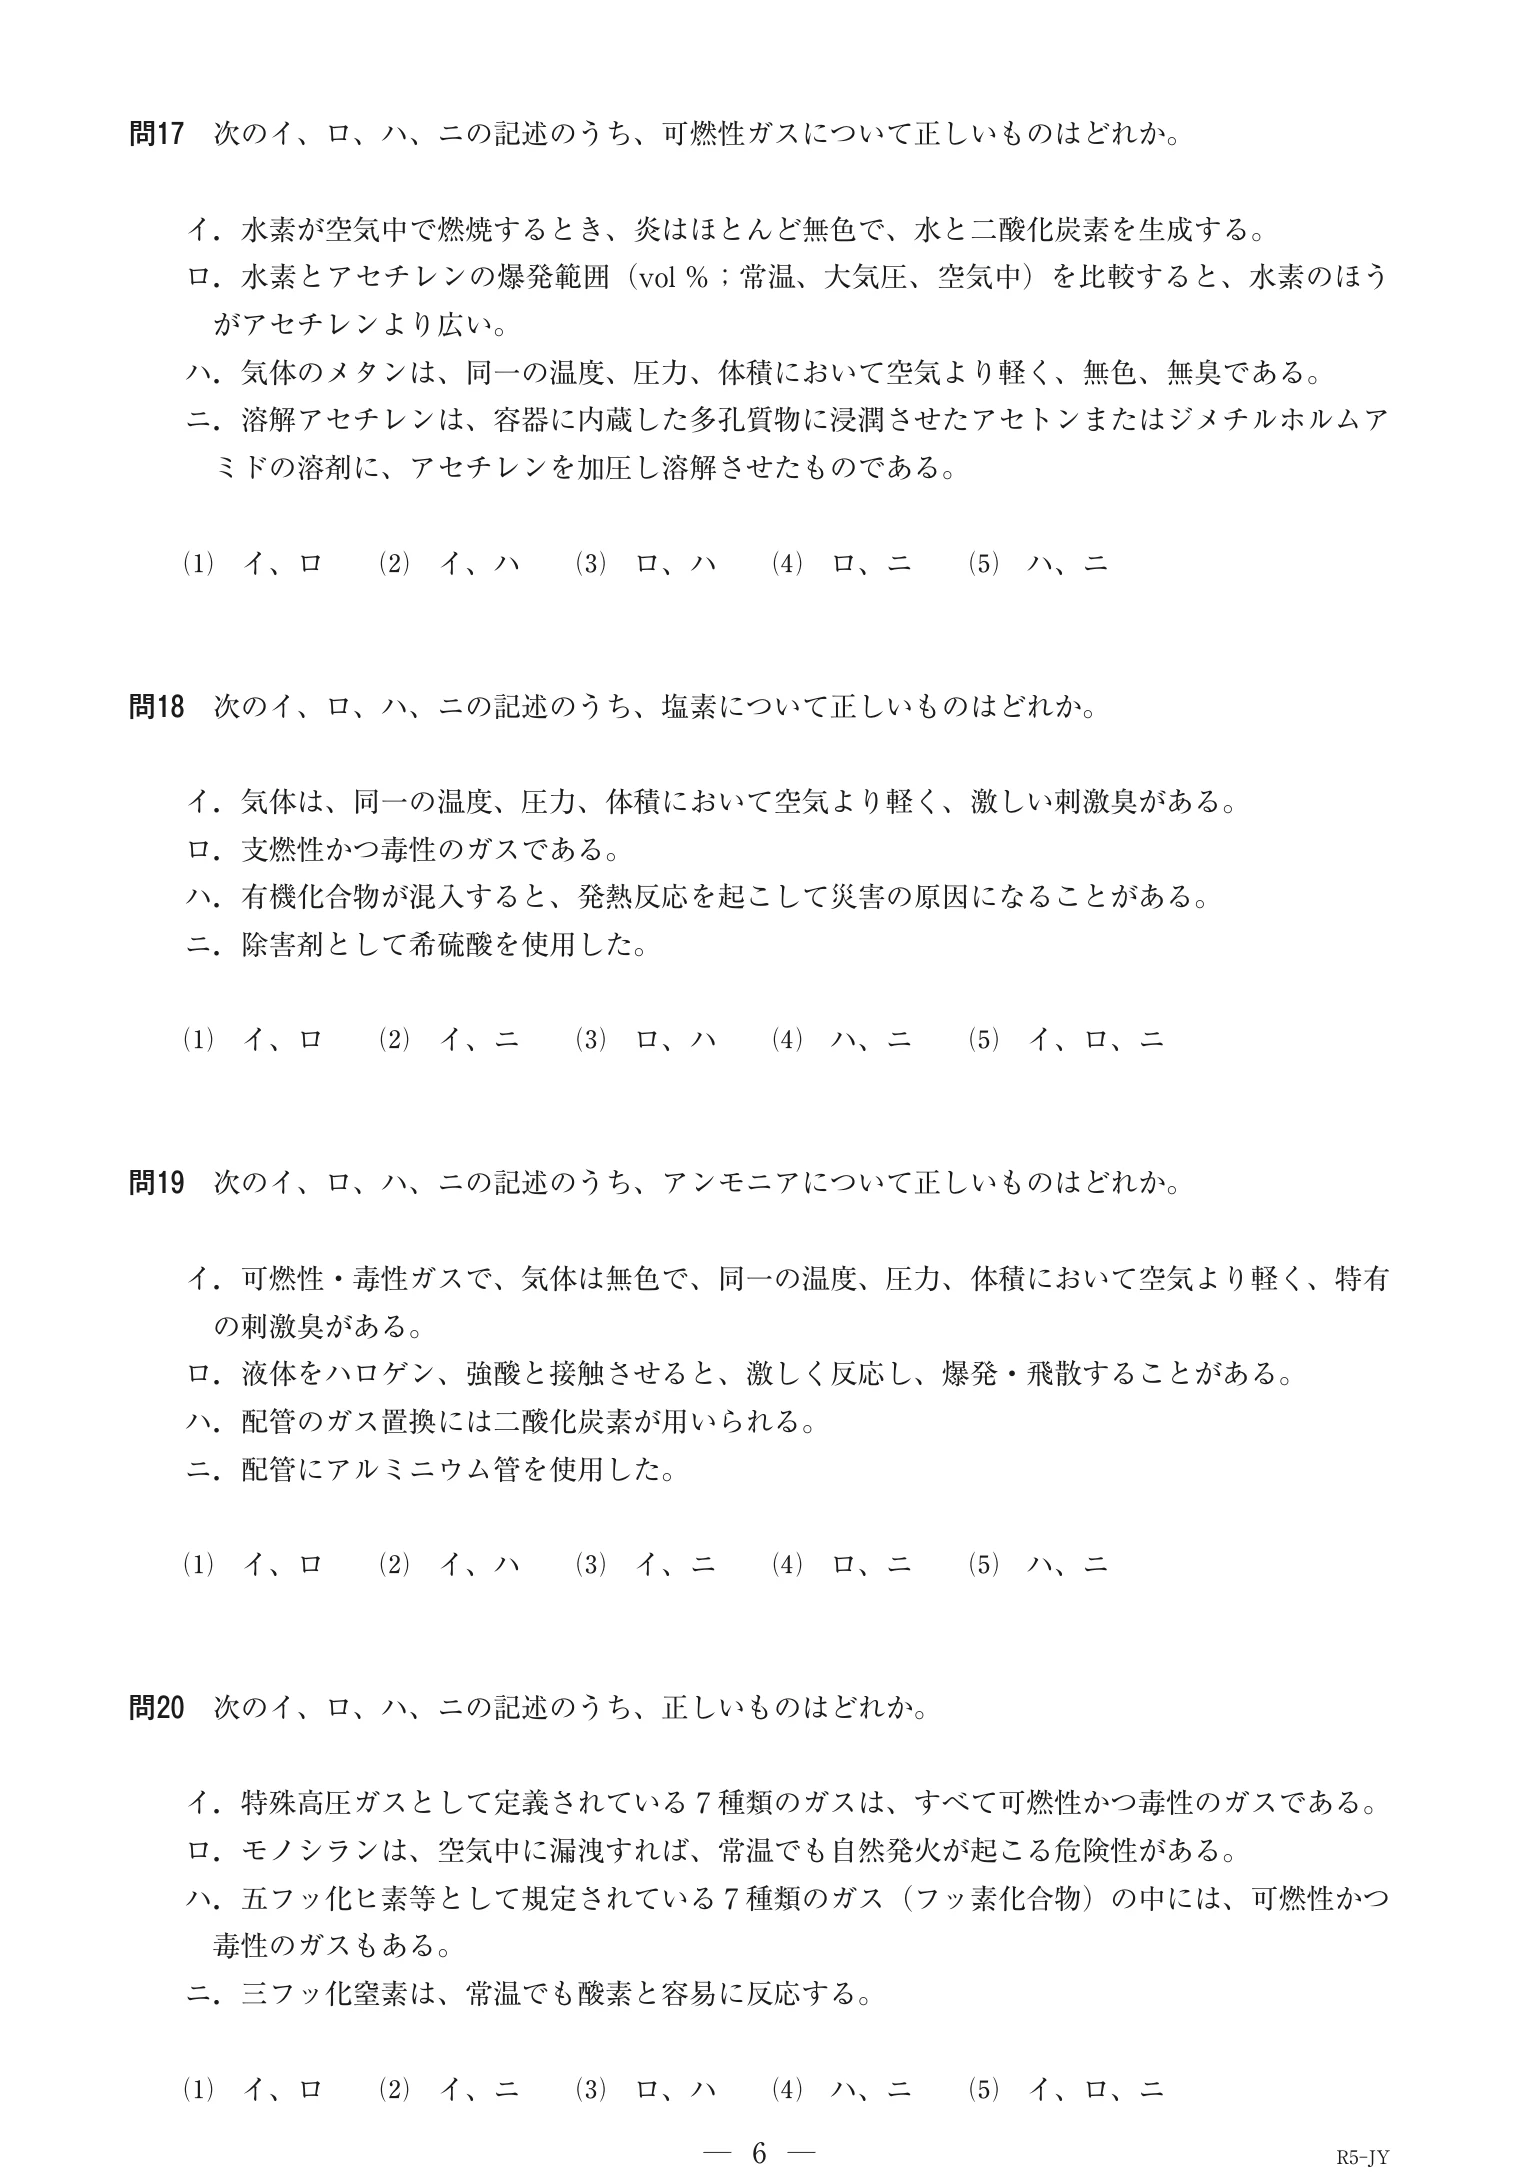 問17　次のイ、ロ、ハ、ニの記述のうち、可燃性ガスについて正しいものはどれか。
イ．水素が空気中で燃焼するとき、炎はほとんど無色で、水と二酸化炭素を生成する。
ロ．水素とアセチレンの爆発範囲（vol％；常温、大気圧、空気中）を比較すると、水素のほう
がアセチレンより広い。
ハ．気体のメタンは、同一の温度、圧力、体積において空気より軽く、無色、無臭である。
ニ．溶解アセチレンは、容器に内蔵した多孔質物に浸潤させたアセトンまたはジメチルホルムア
ミドの溶剤に、アセチレンを加圧し溶解させたものである。
(1)　イ、ロ　　(2)　イ、ハ　　(3)　ロ、ハ　　(4)　ロ、ニ　　(5)　ハ、ニ
問18　次のイ、ロ、ハ、ニの記述のうち、塩素について正しいものはどれか。
イ．気体は、同一の温度、圧力、体積において空気より軽く、激しい刺激臭がある。
ロ．支燃性かつ毒性のガスである。
ハ．有機化合物が混入すると、発熱反応を起こして災害の原因になることがある。
ニ．除害剤として希硫酸を使用した。
(1)　イ、ロ　　(2)　イ、ニ　　(3)　ロ、ハ　　(4)　ハ、ニ　　(5)　イ、ロ、ニ
問19　次のイ、ロ、ハ、ニの記述のうち、アンモニアについて正しいものはどれか。
イ．可燃性・毒性ガスで、気体は無色で、同一の温度、圧力、体積において空気より軽く、特有
の刺激臭がある。
ロ．液体をハロゲン、強酸と接触させると、激しく反応し、爆発・飛散することがある。
ハ．配管のガス置換には二酸化炭素が用いられる。
ニ．配管にアルミニウム管を使用した。
(1)　イ、ロ　　(2)　イ、ハ　　(3)　イ、ニ　　(4)　ロ、ニ　　(5)　ハ、ニ
問20　次のイ、ロ、ハ、ニの記述のうち、正しいものはどれか。
イ．特殊高圧ガスとして定義されている７種類のガスは、すべて可燃性かつ毒性のガスである。
ロ．モノシランは、空気中に漏洩すれば、常温でも自然発火が起こる危険性がある。
ハ．五フッ化ヒ素等として規定されている７種類のガス（フッ素化合物）の中には、可燃性かつ
毒性のガスもある。
ニ．三フッ化窒素は、常温でも酸素と容易に反応する。
(1)　イ、ロ　　(2)　イ、ニ　　(3)　ロ、ハ　　(4)　ハ、ニ　　(5)　イ、ロ、ニ
― 6 ―
R5-JY